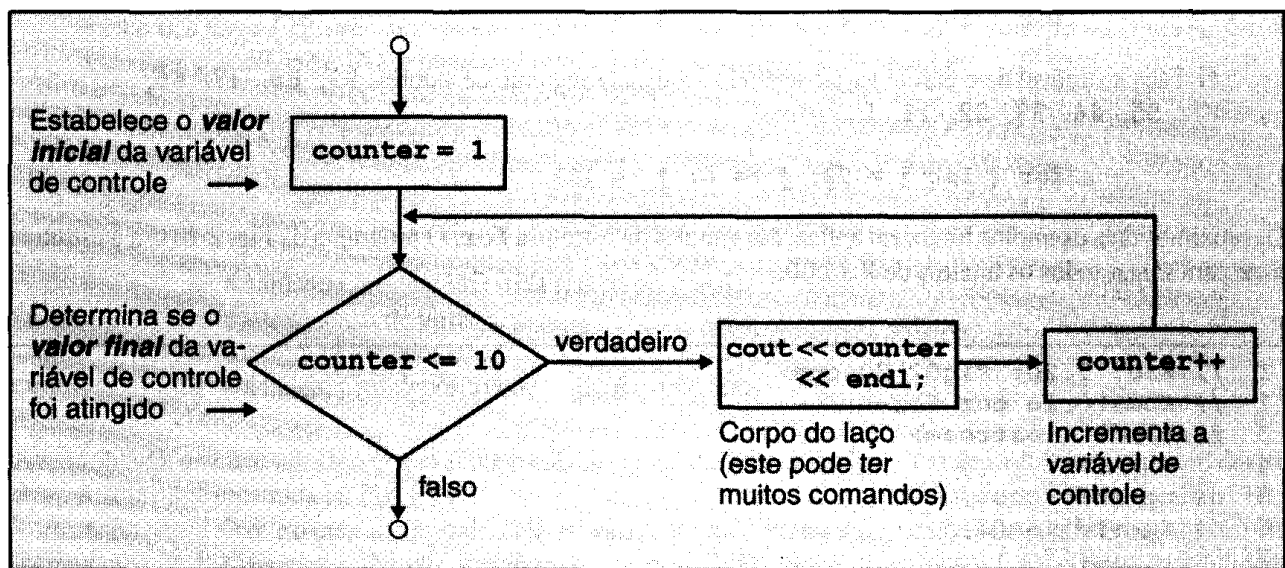 Estabelece o valor
inicial da variável
de controle
counter = 1
Determina se o
valor final da va-
riável de controle
foi atingido
counter <= 10
verdadeiro
cout << counter
<< endl;
counter++
Corpo do laço
(este pode ter
muitos comandos)
Incrementa a
variável de
controle
falso